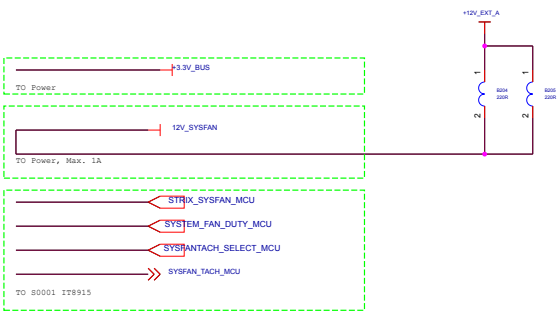 +12V_EXT_A
+3.3V_BUS
TO Power
1
1
B204
220R
B205
220R
2
2
12V_SYSFAN
TO Power, Max. 1A
STRIX_SYSFAN_MCU
SYSTEM_FAN_DUTY_MCU
SYSFANTACH_SELECT_MCU
SYSFAN_TACH_MCU
TO S0001 IT8915